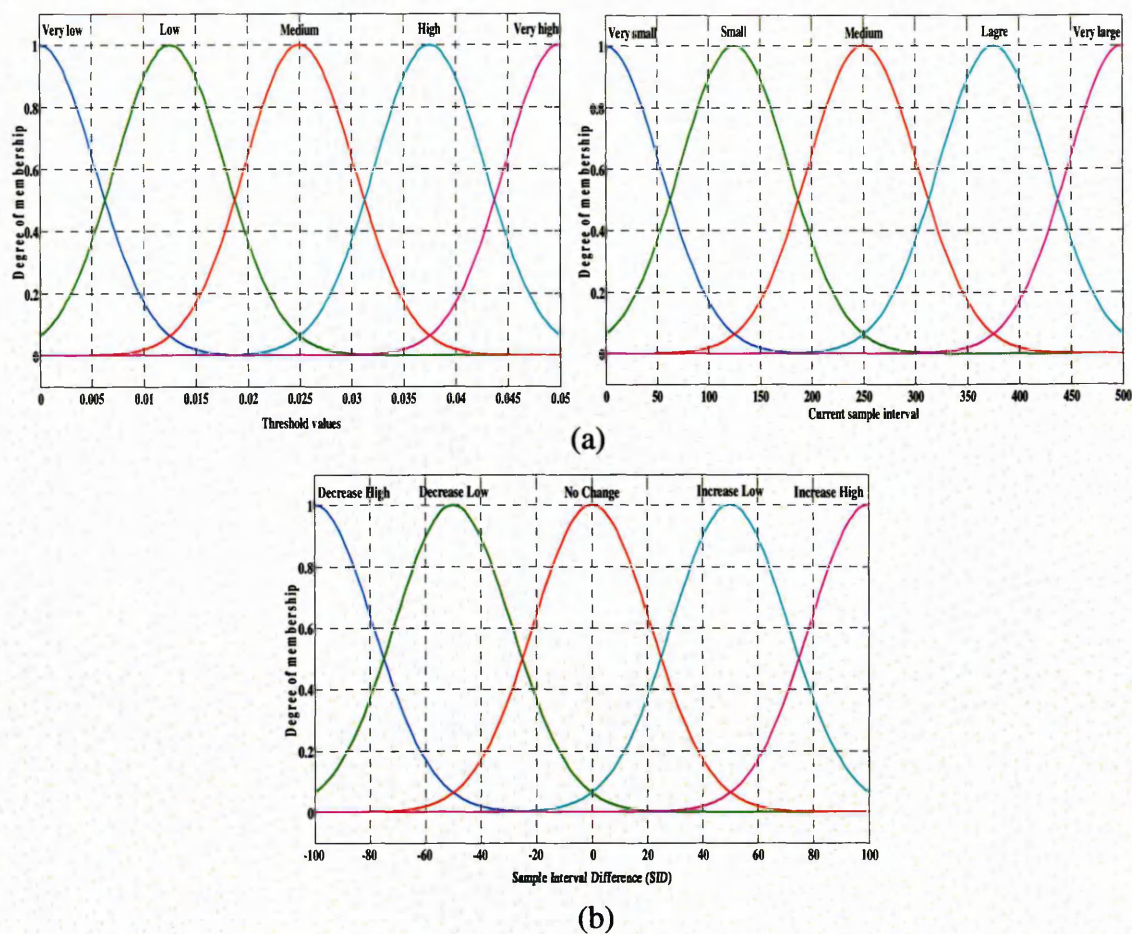 Very low Low Medium High Very high
1
0.8
0.6
0.4
0.2
0
Degree of membership
0 0.005 0.01 0.015 0.02 0.025 0.03 0.035 0.04 0.045 0.05
Threshold values
Very small Small Medium Lagre Very large
1
0.8
0.6
0.4
0.2
0
Degree of membership
0 50 100 150 200 250 300 350 400 450 500
Current sample interval
(a)
Decrease High Decrease Low No Change Increase Low Increase High
1
0.8
0.6
0.4
0.2
0
Degree of membership
-100 -80 -60 -40 -20 0 20 40 60 80 100
Sample Interval Difference (SID)
(b)